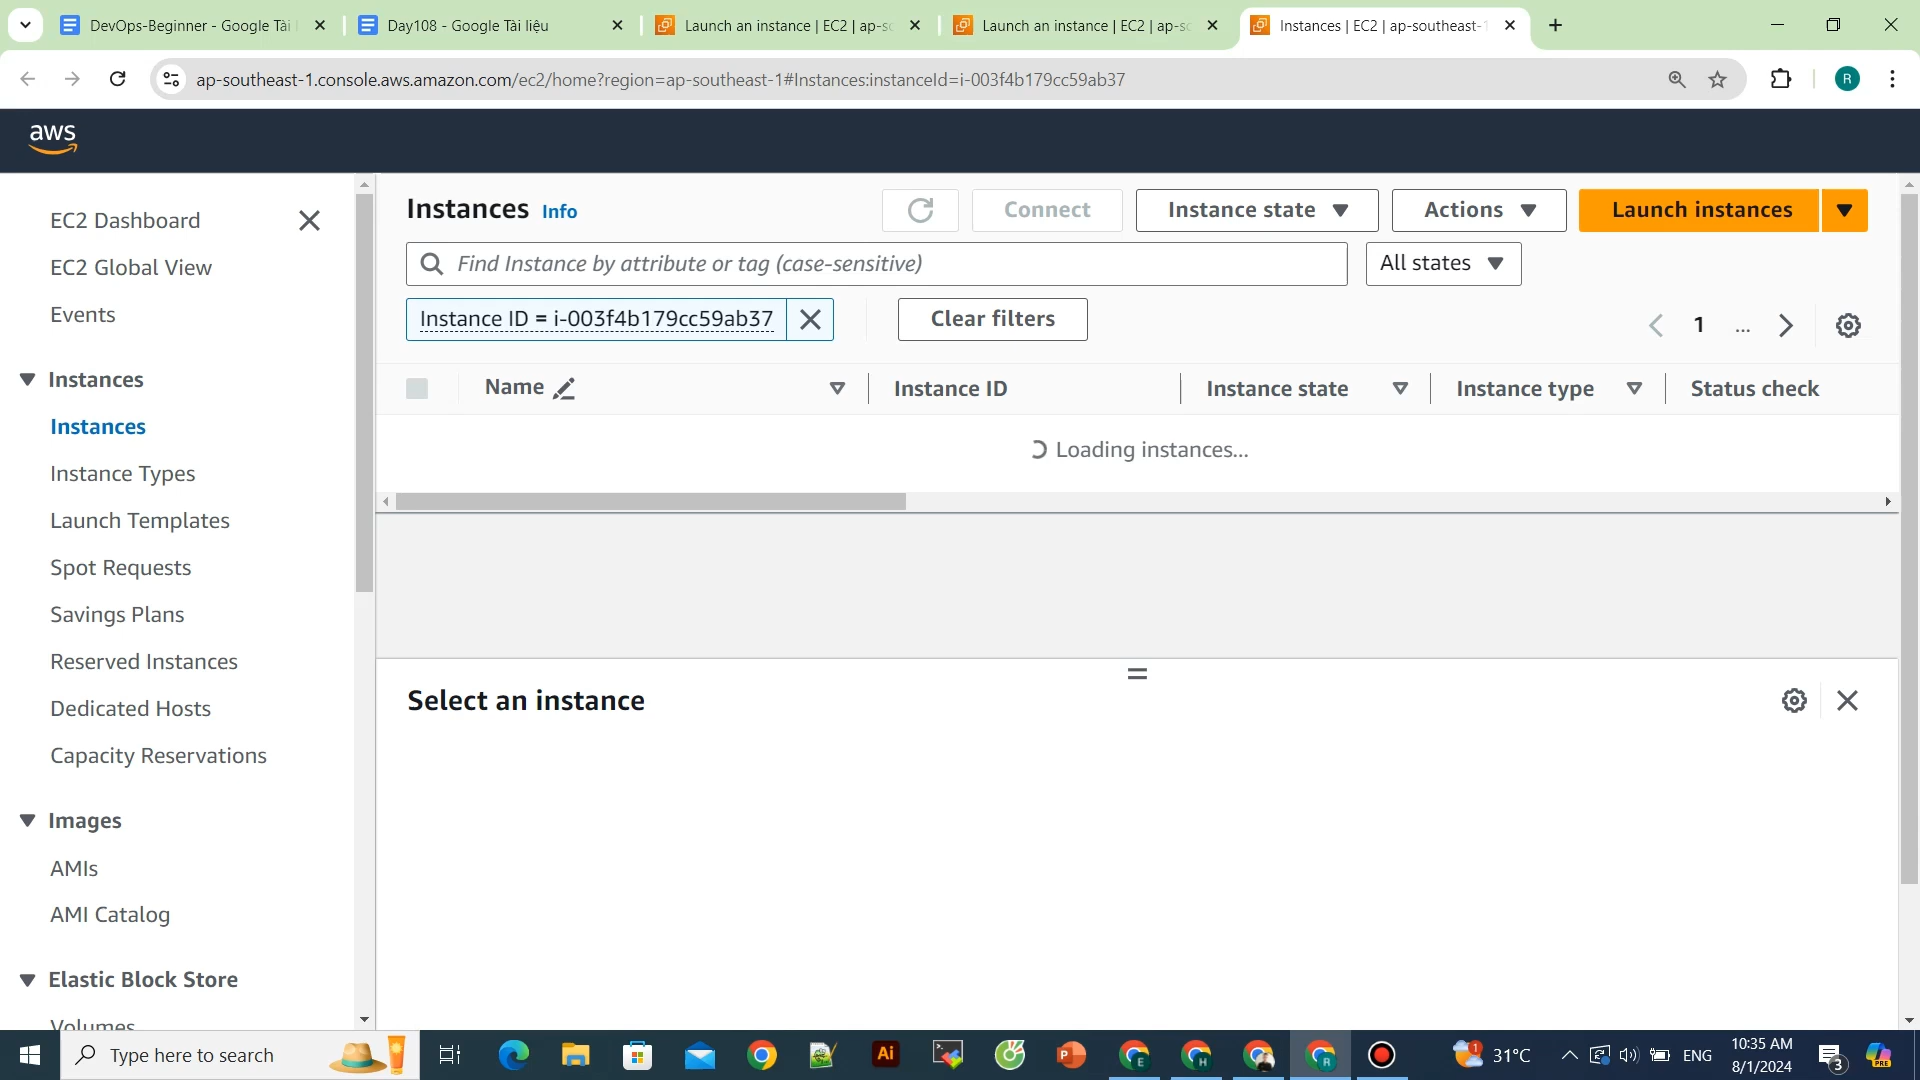 DevOps-Beginner - Google Tài l
Day108 - Google Tài liệu
Launch an instance | EC2 | ap-so
Launch an instance | EC2 | ap-so
Instances | EC2 | ap-southeast-1
ap-southeast-1.console.aws.amazon.com/ec2/home?region=ap-southeast-1#Instances:instanceId=i-003f4b179cc59ab37
R
aws
EC2 Dashboard
EC2 Global View
Events
Instances
Instances
Instance Types
Launch Templates
Spot Requests
Savings Plans
Reserved Instances
Dedicated Hosts
Capacity Reservations
Images
AMIs
AMI Catalog
Elastic Block Store
Volumes
Instances Info
Connect
Instance state
Actions
Launch instances
Find Instance by attribute or tag (case-sensitive)
All states
Instance ID = i-003f4b179cc59ab37
Clear filters
1 ...
Name
Instance ID
Instance state
Instance type
Status check
Loading instances...
Select an instance
Type here to search
Ai
P
E
H
R
1
31°C
ENG
10:35 AM
8/1/2024
3
PRE